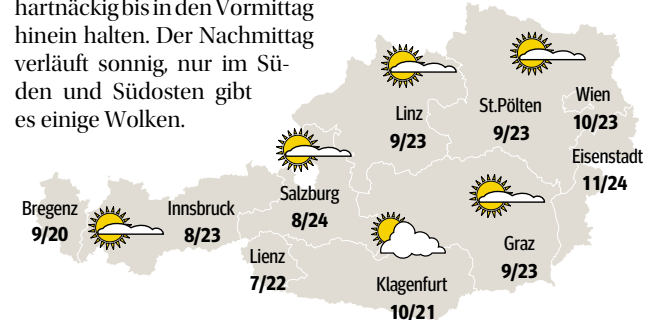 hartnäckig bis in den Vormittag
hinein halten. Der Nachmittag
verläuft sonnig, nur im Sü-
den und Südosten gibt
es einige Wolken.
Linz
9/23
St.Pölten
9/23
Wien
10/23
Eisenstadt
11/24
Bregenz
9/20
Innsbruck
8/23
Salzburg
8/24
Lienz
7/22
Klagenfurt
10/21
Graz
9/23